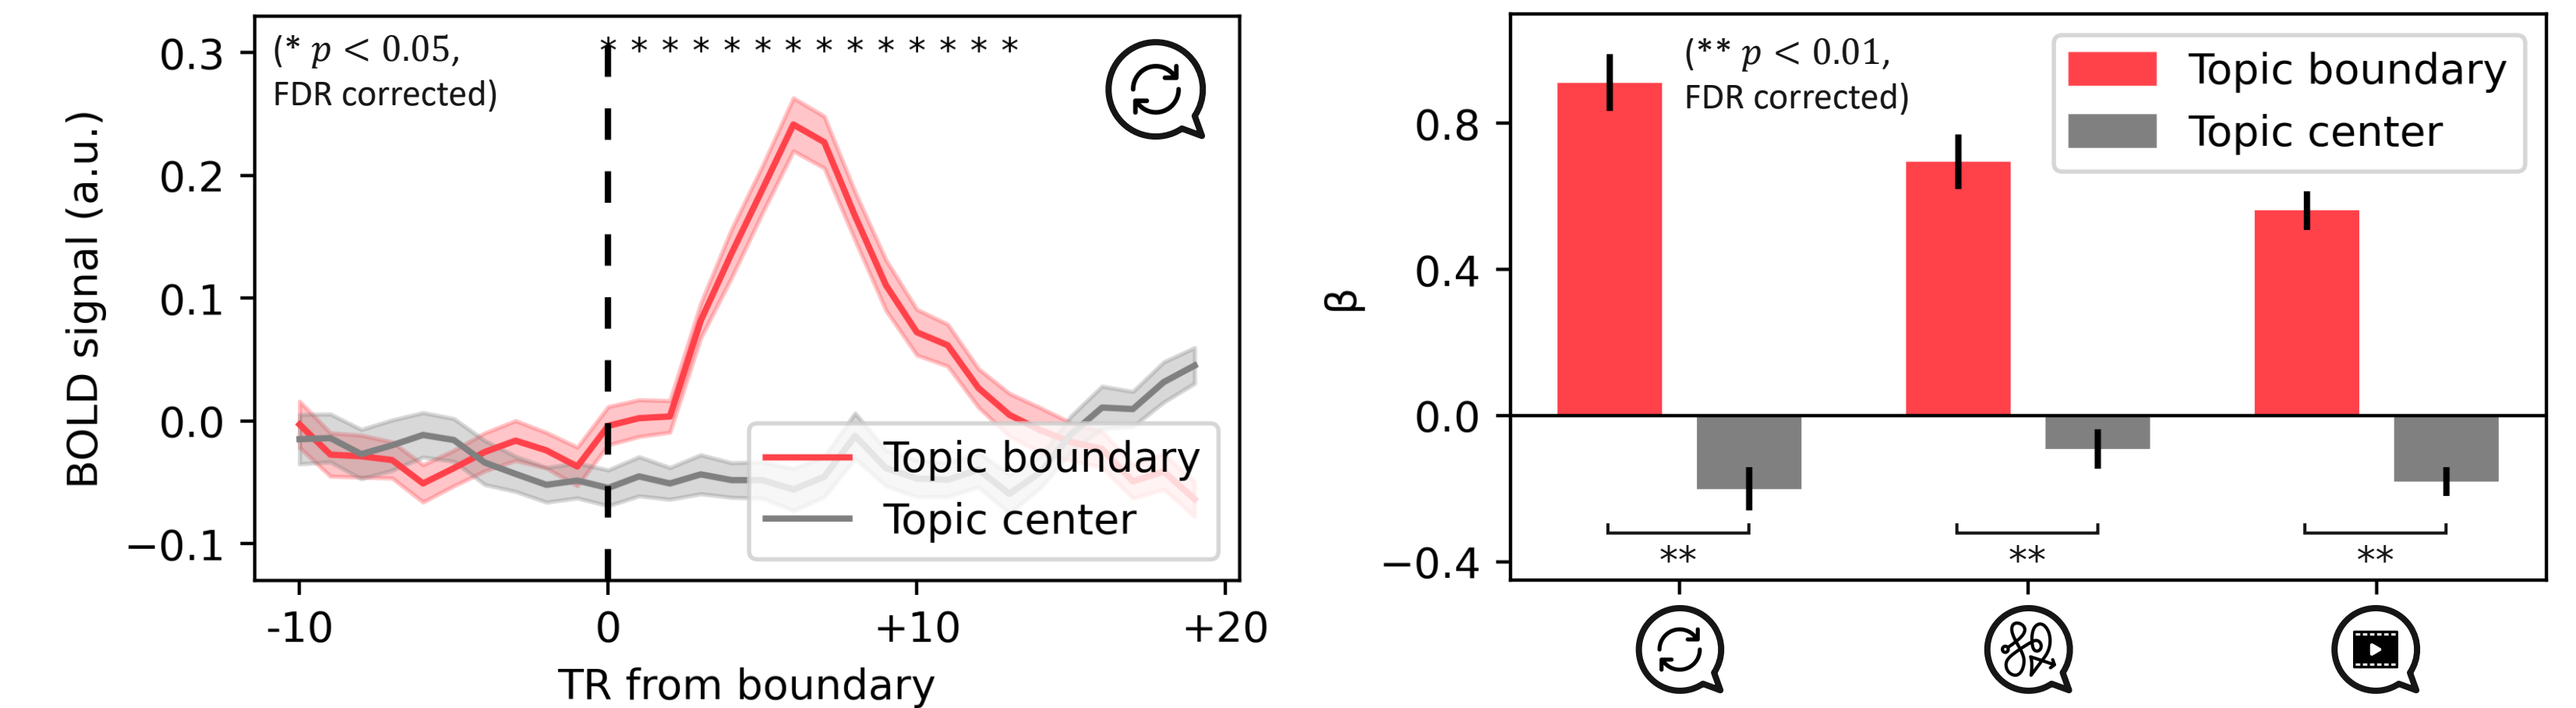 (* p < 0.05,
FDR corrected)
* * * * * * * * * * * * * *
0.3
0.2
0.1
0.0
−0.1
BOLD signal (a.u.)
Topic boundary
Topic center
-10
0
+10
+20
TR from boundary
(** p < 0.01,
FDR corrected)
Topic boundary
Topic center
0.8
0.4
0.0
−0.4
β
**
**
**